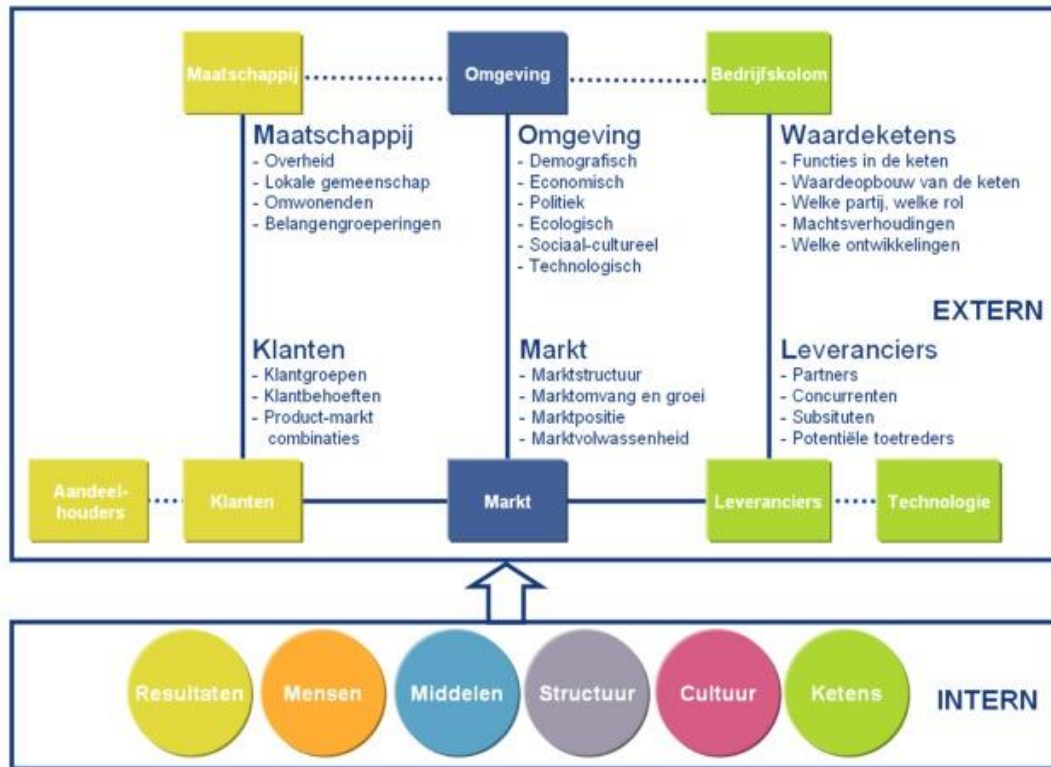 Maatschappij
Omgeving
Bedrijfskolom
Maatschappij
- Overheid
- Lokale gemeenschap
- Omwonenden
- Belangengroeperingen
Omgeving
- Demografisch
- Economisch
- Politiek
- Ecologisch
- Sociaal-cultureel
- Technologisch
Waardeketens
- Functies in de keten
- Waardeopbouw van de keten
- Welke partij, welke rol
- Machtsverhoudingen
- Welke ontwikkelingen
EXTERN
Klanten
- Klantgroepen
- Klantbehoeften
- Product-markt
combinaties
Markt
- Marktstructuur
- Marktomvang en groei
- Marktpositie
- Marktvolwassenheid
Leveranciers
- Partners
- Concurrenten
- Subsituten
- Potentiële toetreders
Aandeel-
houders
Klanten
Markt
Leveranciers
Technologie
Resultaten
Mensen
Middelen
Structuur
Cultuur
Ketens
INTERN